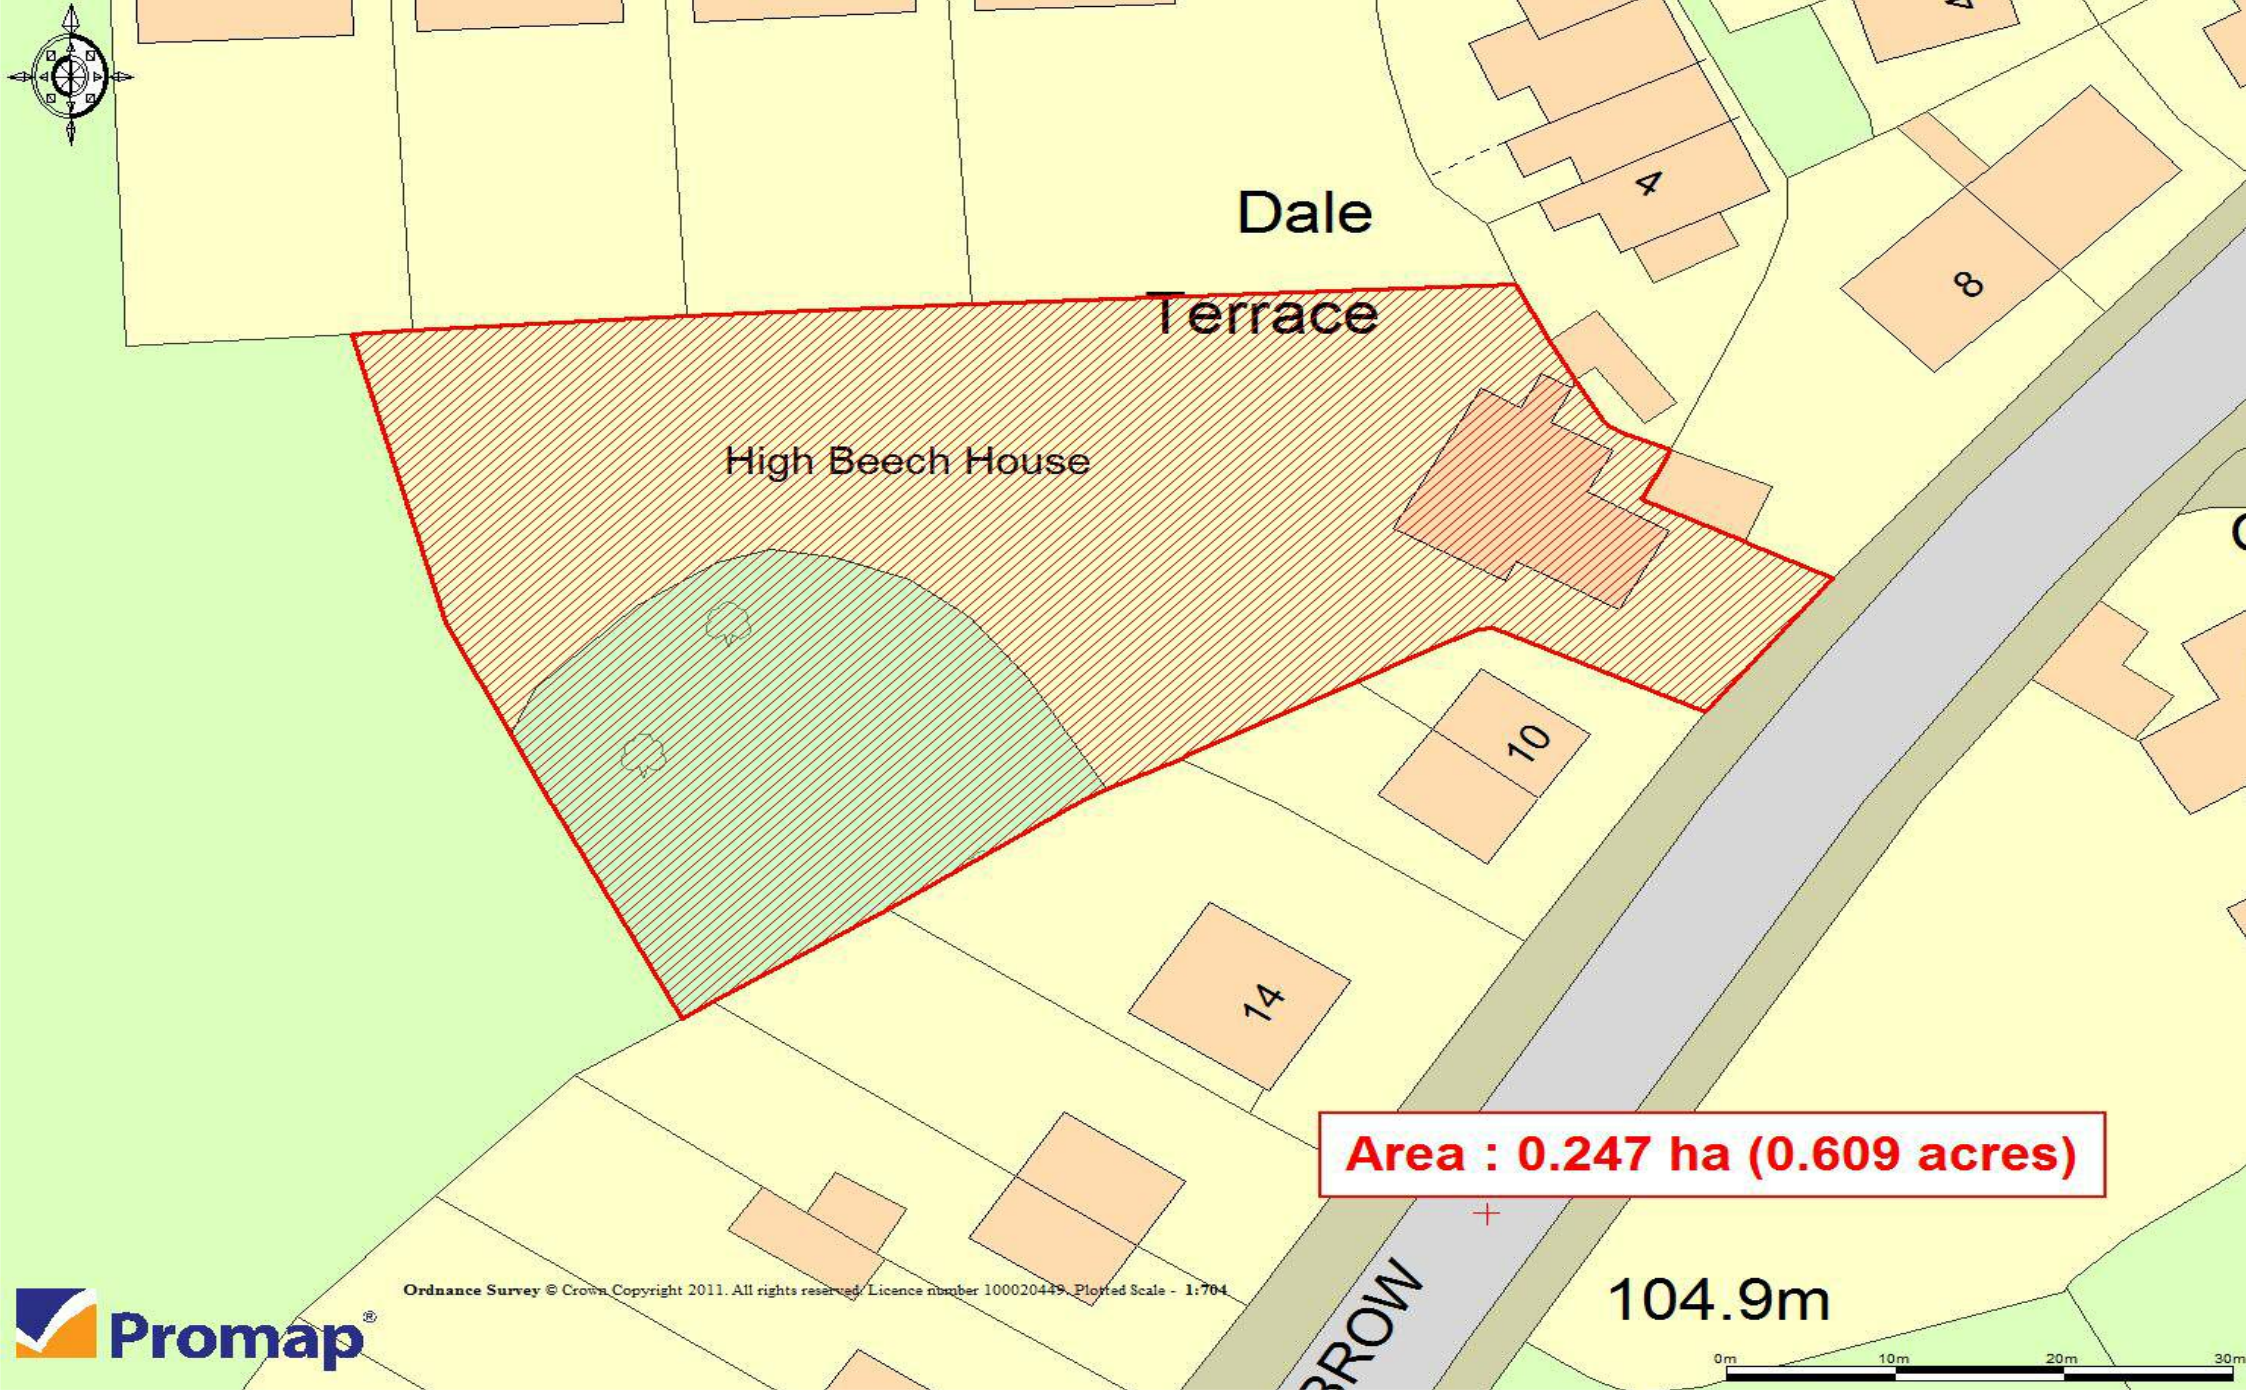 4
Dale
8
Terrace
High Beech House
10
14
Area : 0.247 ha (0.609 acres)
BROW
104.9m
Ordnance Survey © Crown Copyright 2011. All rights reserved. Licence number 100020449. Plotted Scale - 1:704
Promap®
0m 10m 20m 30m